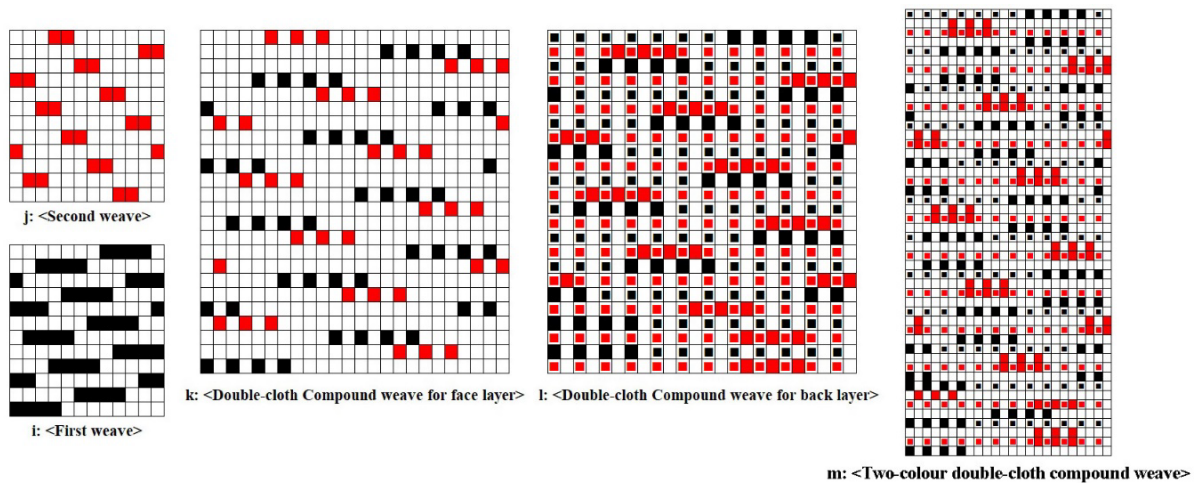 j: <Second weave>
i: <First weave>
k: <Double-cloth Compound weave for face layer>
l: <Double-cloth Compound weave for back layer>
m: <Two-colour double-cloth compound weave>